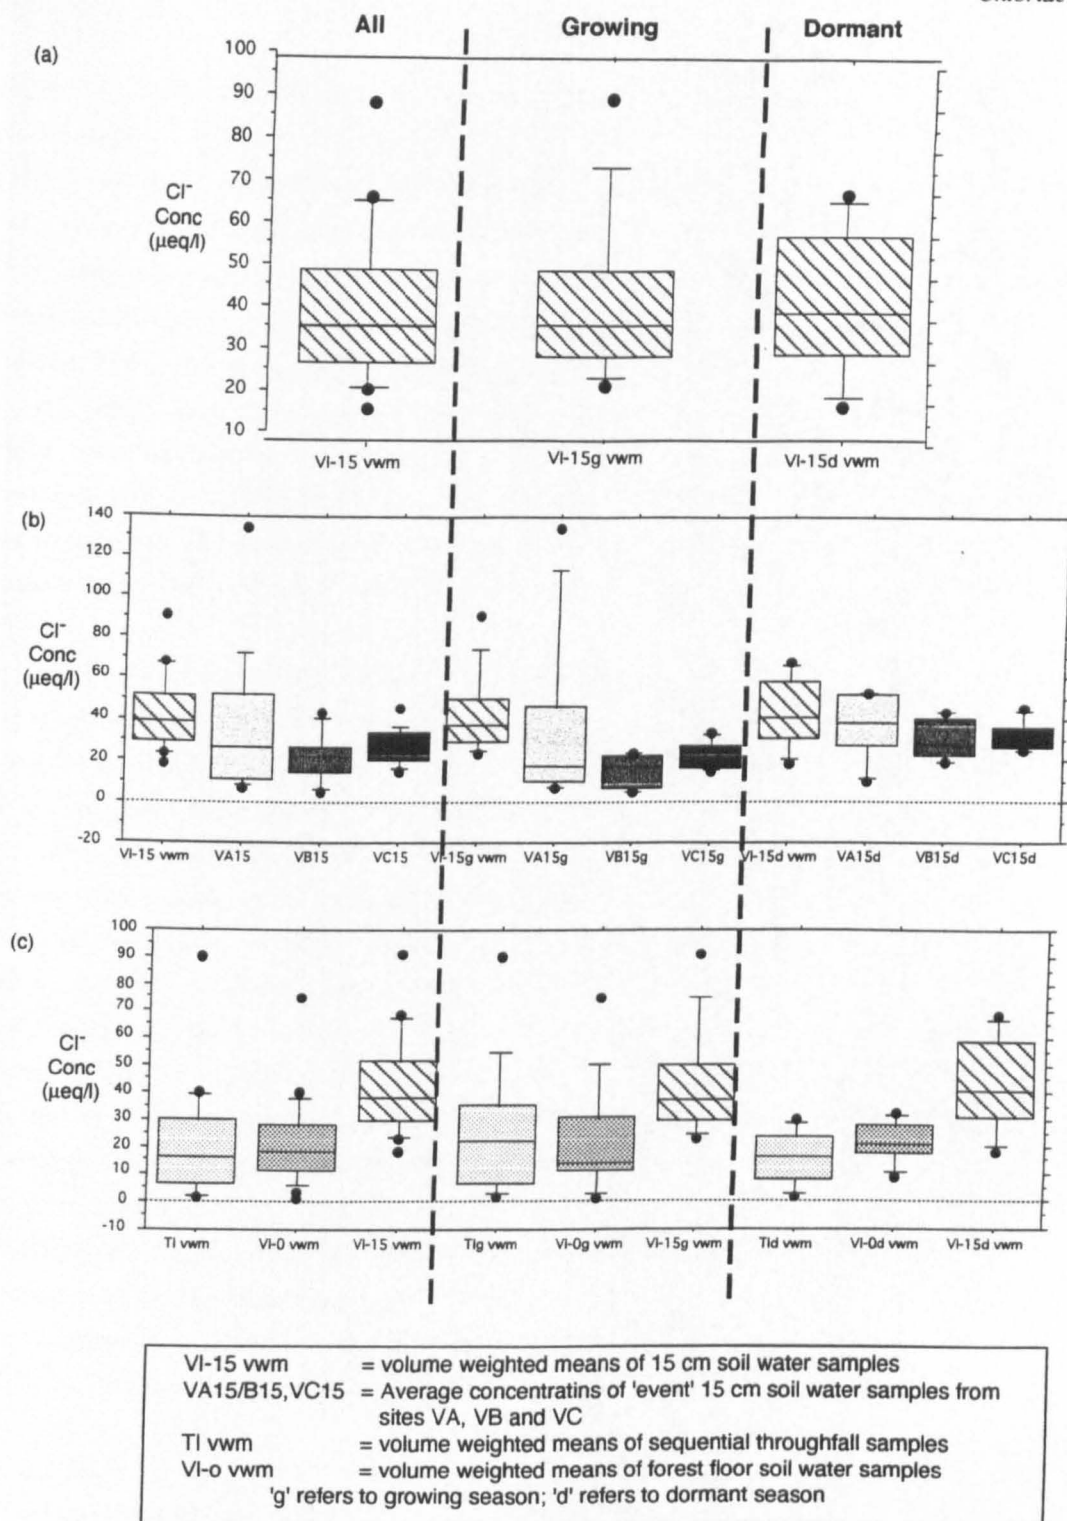 All Growing Dormant
(a)
100
90
80
70
60
50
40
30
20
10
Cl⁻
Conc
(µeq/l)
VI-15 vwm VI-15g vwm VI-15d vwm
(b)
140
120
100
80
60
40
20
0
-20
Cl⁻
Conc
(µeq/l)
VI-15 vwm VA15 VB15 VC15 VI-15g vwm VA15g VB15g VC15g VI-15d vwm VA15d VB15d VC15d
(c)
100
90
80
70
60
50
40
30
20
10
0
-10
Cl⁻
Conc
(µeq/l)
TI vwm VI-0 vwm VI-15 vwm TIg vwm VI-0g vwm VI-15g vwm TId vwm VI-0d vwm VI-15d vwm
VI-15 vwm = volume weighted means of 15 cm soil water samples
VA15/B15,VC15 = Average concentratins of 'event' 15 cm soil water samples from
sites VA, VB and VC
TI vwm = volume weighted means of sequential throughfall samples
VI-o vwm = volume weighted means of forest floor soil water samples
'g' refers to growing season; 'd' refers to dormant season